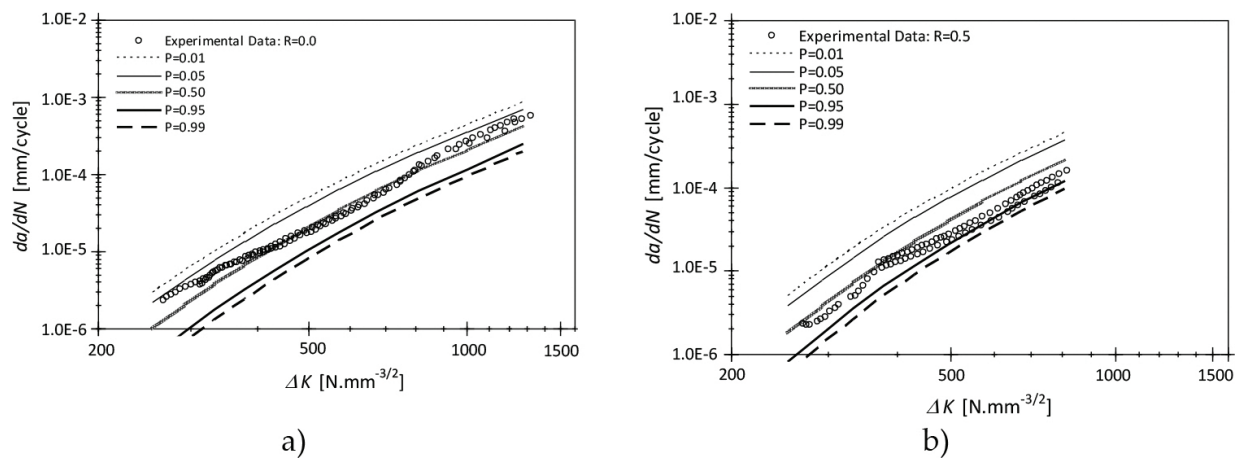 1.0E-2
Experimental Data: R=0.0
P=0.01
P=0.05
P=0.50
P=0.95
P=0.99
1.0E-3
1.0E-4
1.0E-5
1.0E-6
da/dN [mm/cycle]
200 500 1000 1500
ΔK [N.mm-3/2]
a)
1.0E-2
Experimental Data: R=0.5
P=0.01
P=0.05
P=0.50
P=0.95
P=0.99
1.0E-3
1.0E-4
1.0E-5
1.0E-6
da/dN [mm/cycle]
200 500 1000 1500
ΔK [N.mm-3/2]
b)